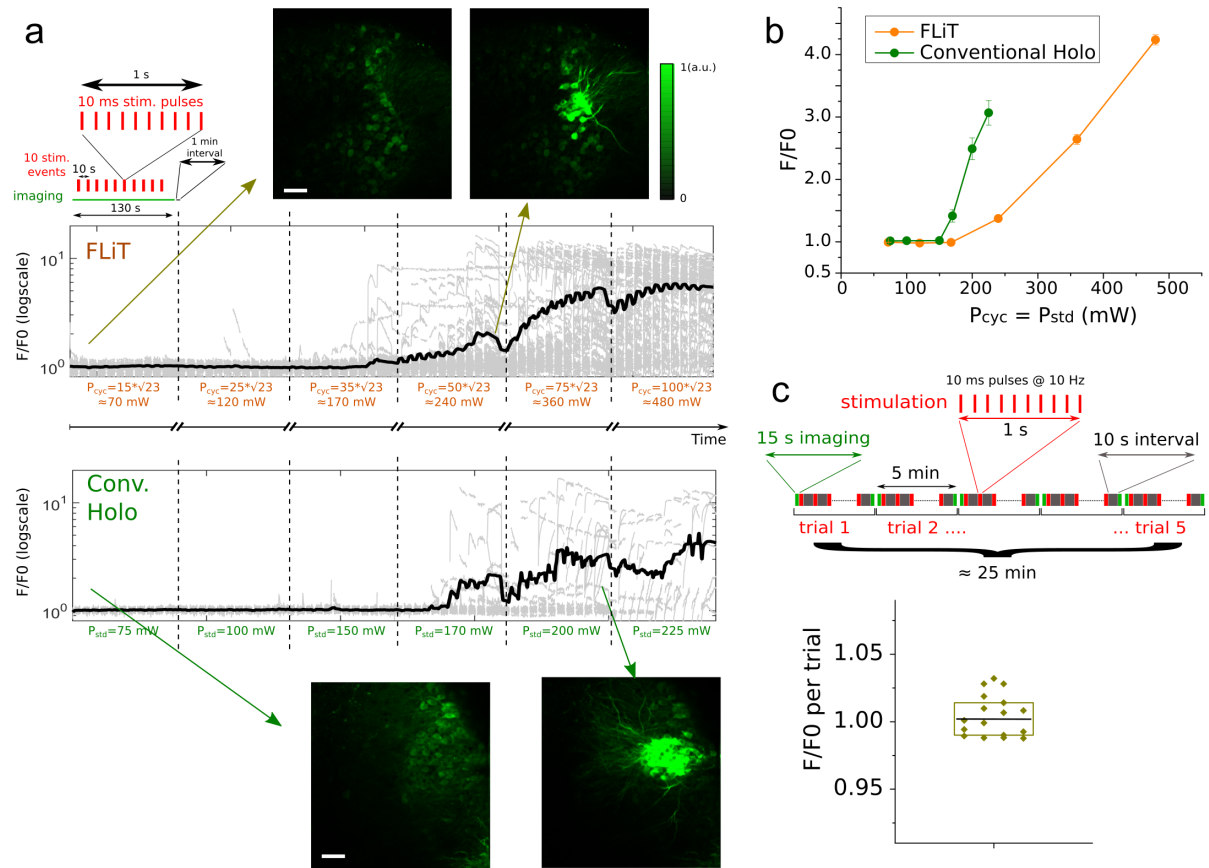 a
1 s
10 ms stim. pulses
10 stim.
events
10 s
1 min
interval
imaging
130 s
1(a.u.)
0
FLiT
F/F0 (logscale)
10¹
10⁰
P_cyc=15*√23
≈70 mW
P_cyc=25*√23
≈120 mW
P_cyc=35*√23
≈170 mW
P_cyc=50*√23
≈240 mW
P_cyc=75*√23
≈360 mW
P_cyc=100*√23
≈480 mW
Time
Conv.
Holo
F/F0 (logscale)
10¹
10⁰
P_std=75 mW
P_std=100 mW
P_std=150 mW
P_std=170 mW
P_std=200 mW
P_std=225 mW
b
FLiT
Conventional Holo
F/F0
4.0
3.0
2.0
1.0
0.5
0
100
200
300
400
500
P_cyc = P_std (mW)
c
10 ms pulses @ 10 Hz
stimulation
1 s
15 s imaging
10 s interval
5 min
trial 1
trial 2 ....
... trial 5
≈ 25 min
F/F0 per trial
1.05
1.00
0.95